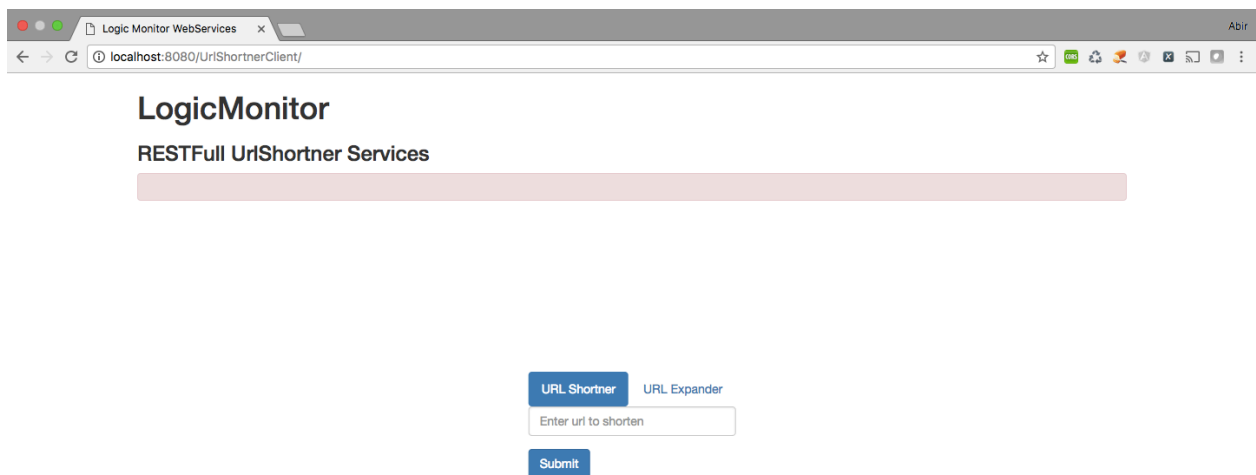 Logic Monitor WebServices
Abir
localhost:8080/UrlShortnerClient/
CORS
LogicMonitor
RESTFull UrlShortner Services
URL Shortner URL Expander
Enter url to shorten
Submit